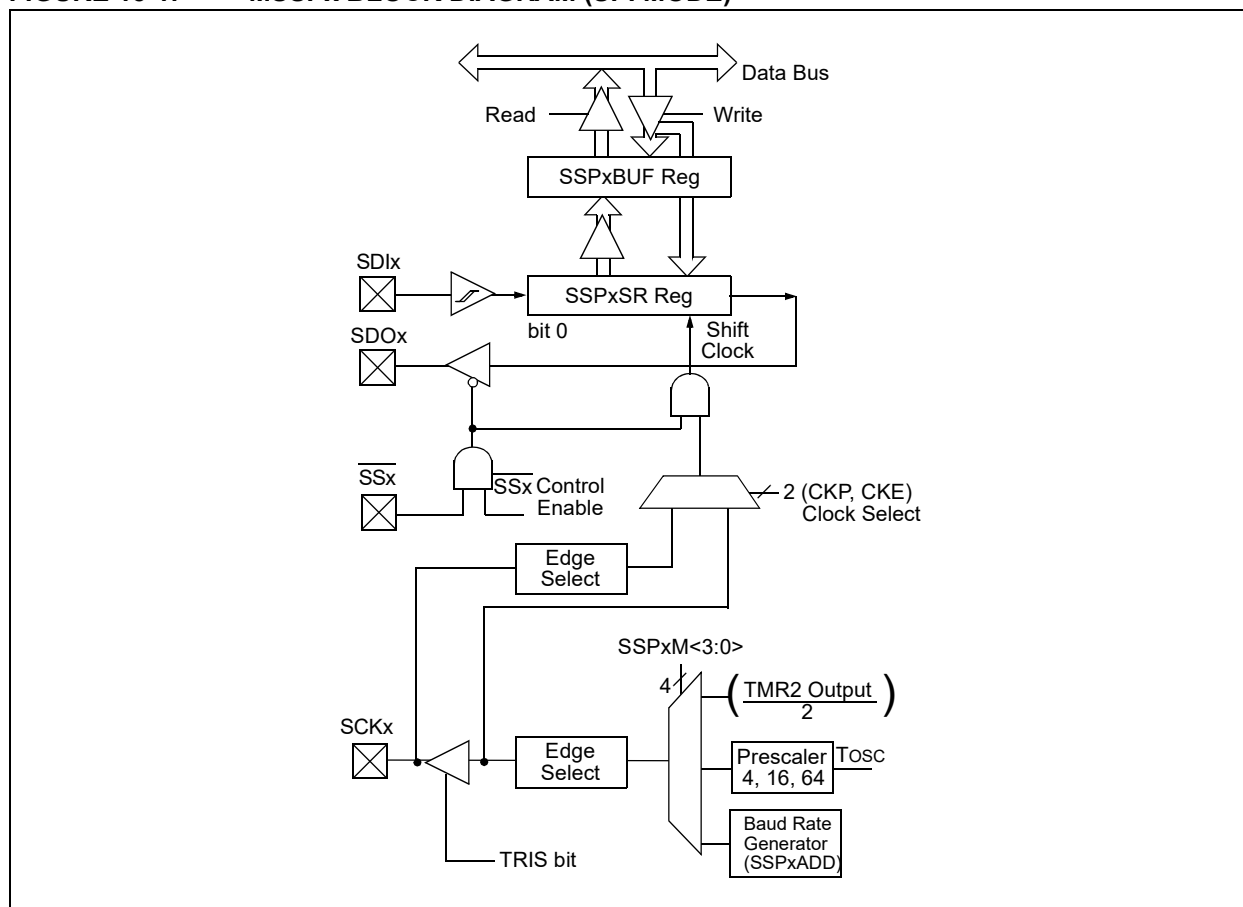 Data Bus
Read
Write
SSPxBUF Reg
SDIx
SSPxSR Reg
bit 0
Shift
Clock
SDOx
SSx
SSx Control
Enable
2 (CKP, CKE)
Clock Select
Edge
Select
SSPxM<3:0>
4
( TMR2 Output )
2
SCKx
Edge
Select
Prescaler
4, 16, 64
TOSC
Baud Rate
Generator
(SSPxADD)
TRIS bit